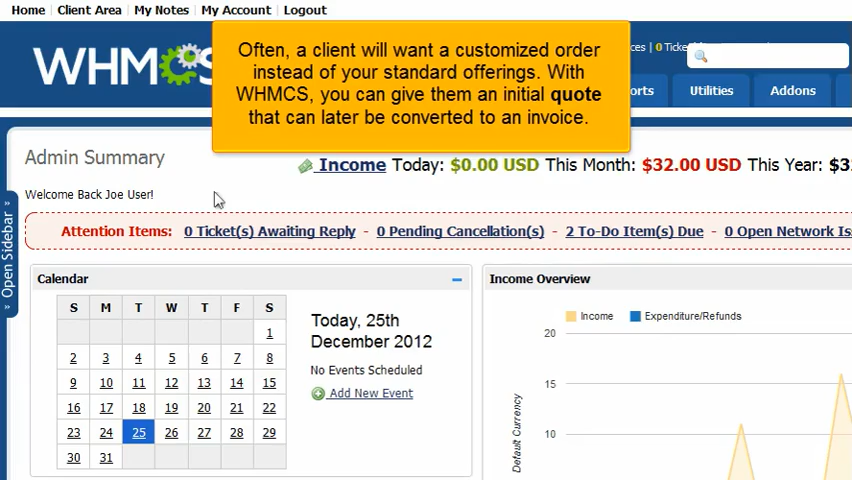 Home Client Area My Notes My Account Logout
Often, a client will want a customized order
instead of your standard offerings. With
WHMCS, you can give them an initial quote
that can later be converted to an invoice.
WHMCS
0
Utilities Addons
Admin Summary
Income Today: $0.00 USD This Month: $32.00 USD This Year:
Welcome Back Joe User!
Attention Items: 0 Ticket(s) Awaiting Reply - 0 Pending Cancellation(s) - 2 To-Do Item(s) Due - 0 Open Network
» Open Sidebar »
Calendar
S M T W T F S
1
2 3 4 5 6 7 8
9 10 11 12 13 14 15
16 17 18 19 20 21 22
23 24 25 26 27 28 29
30 31
Today, 25th
December 2012
No Events Scheduled
Add New Event
Income Overview
Income Expenditure/Refunds
20
15
10
Default Currency